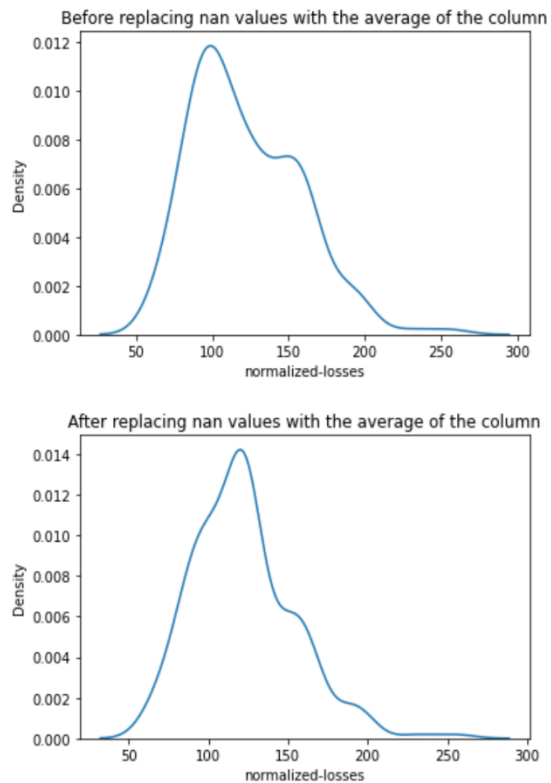 Before replacing nan values with the average of the column
0.012
0.010
0.008
0.006
0.004
0.002
0.000
Density
50 100 150 200 250 300
normalized-losses
After replacing nan values with the average of the column
0.014
0.012
0.010
0.008
0.006
0.004
0.002
0.000
Density
50 100 150 200 250 300
normalized-losses